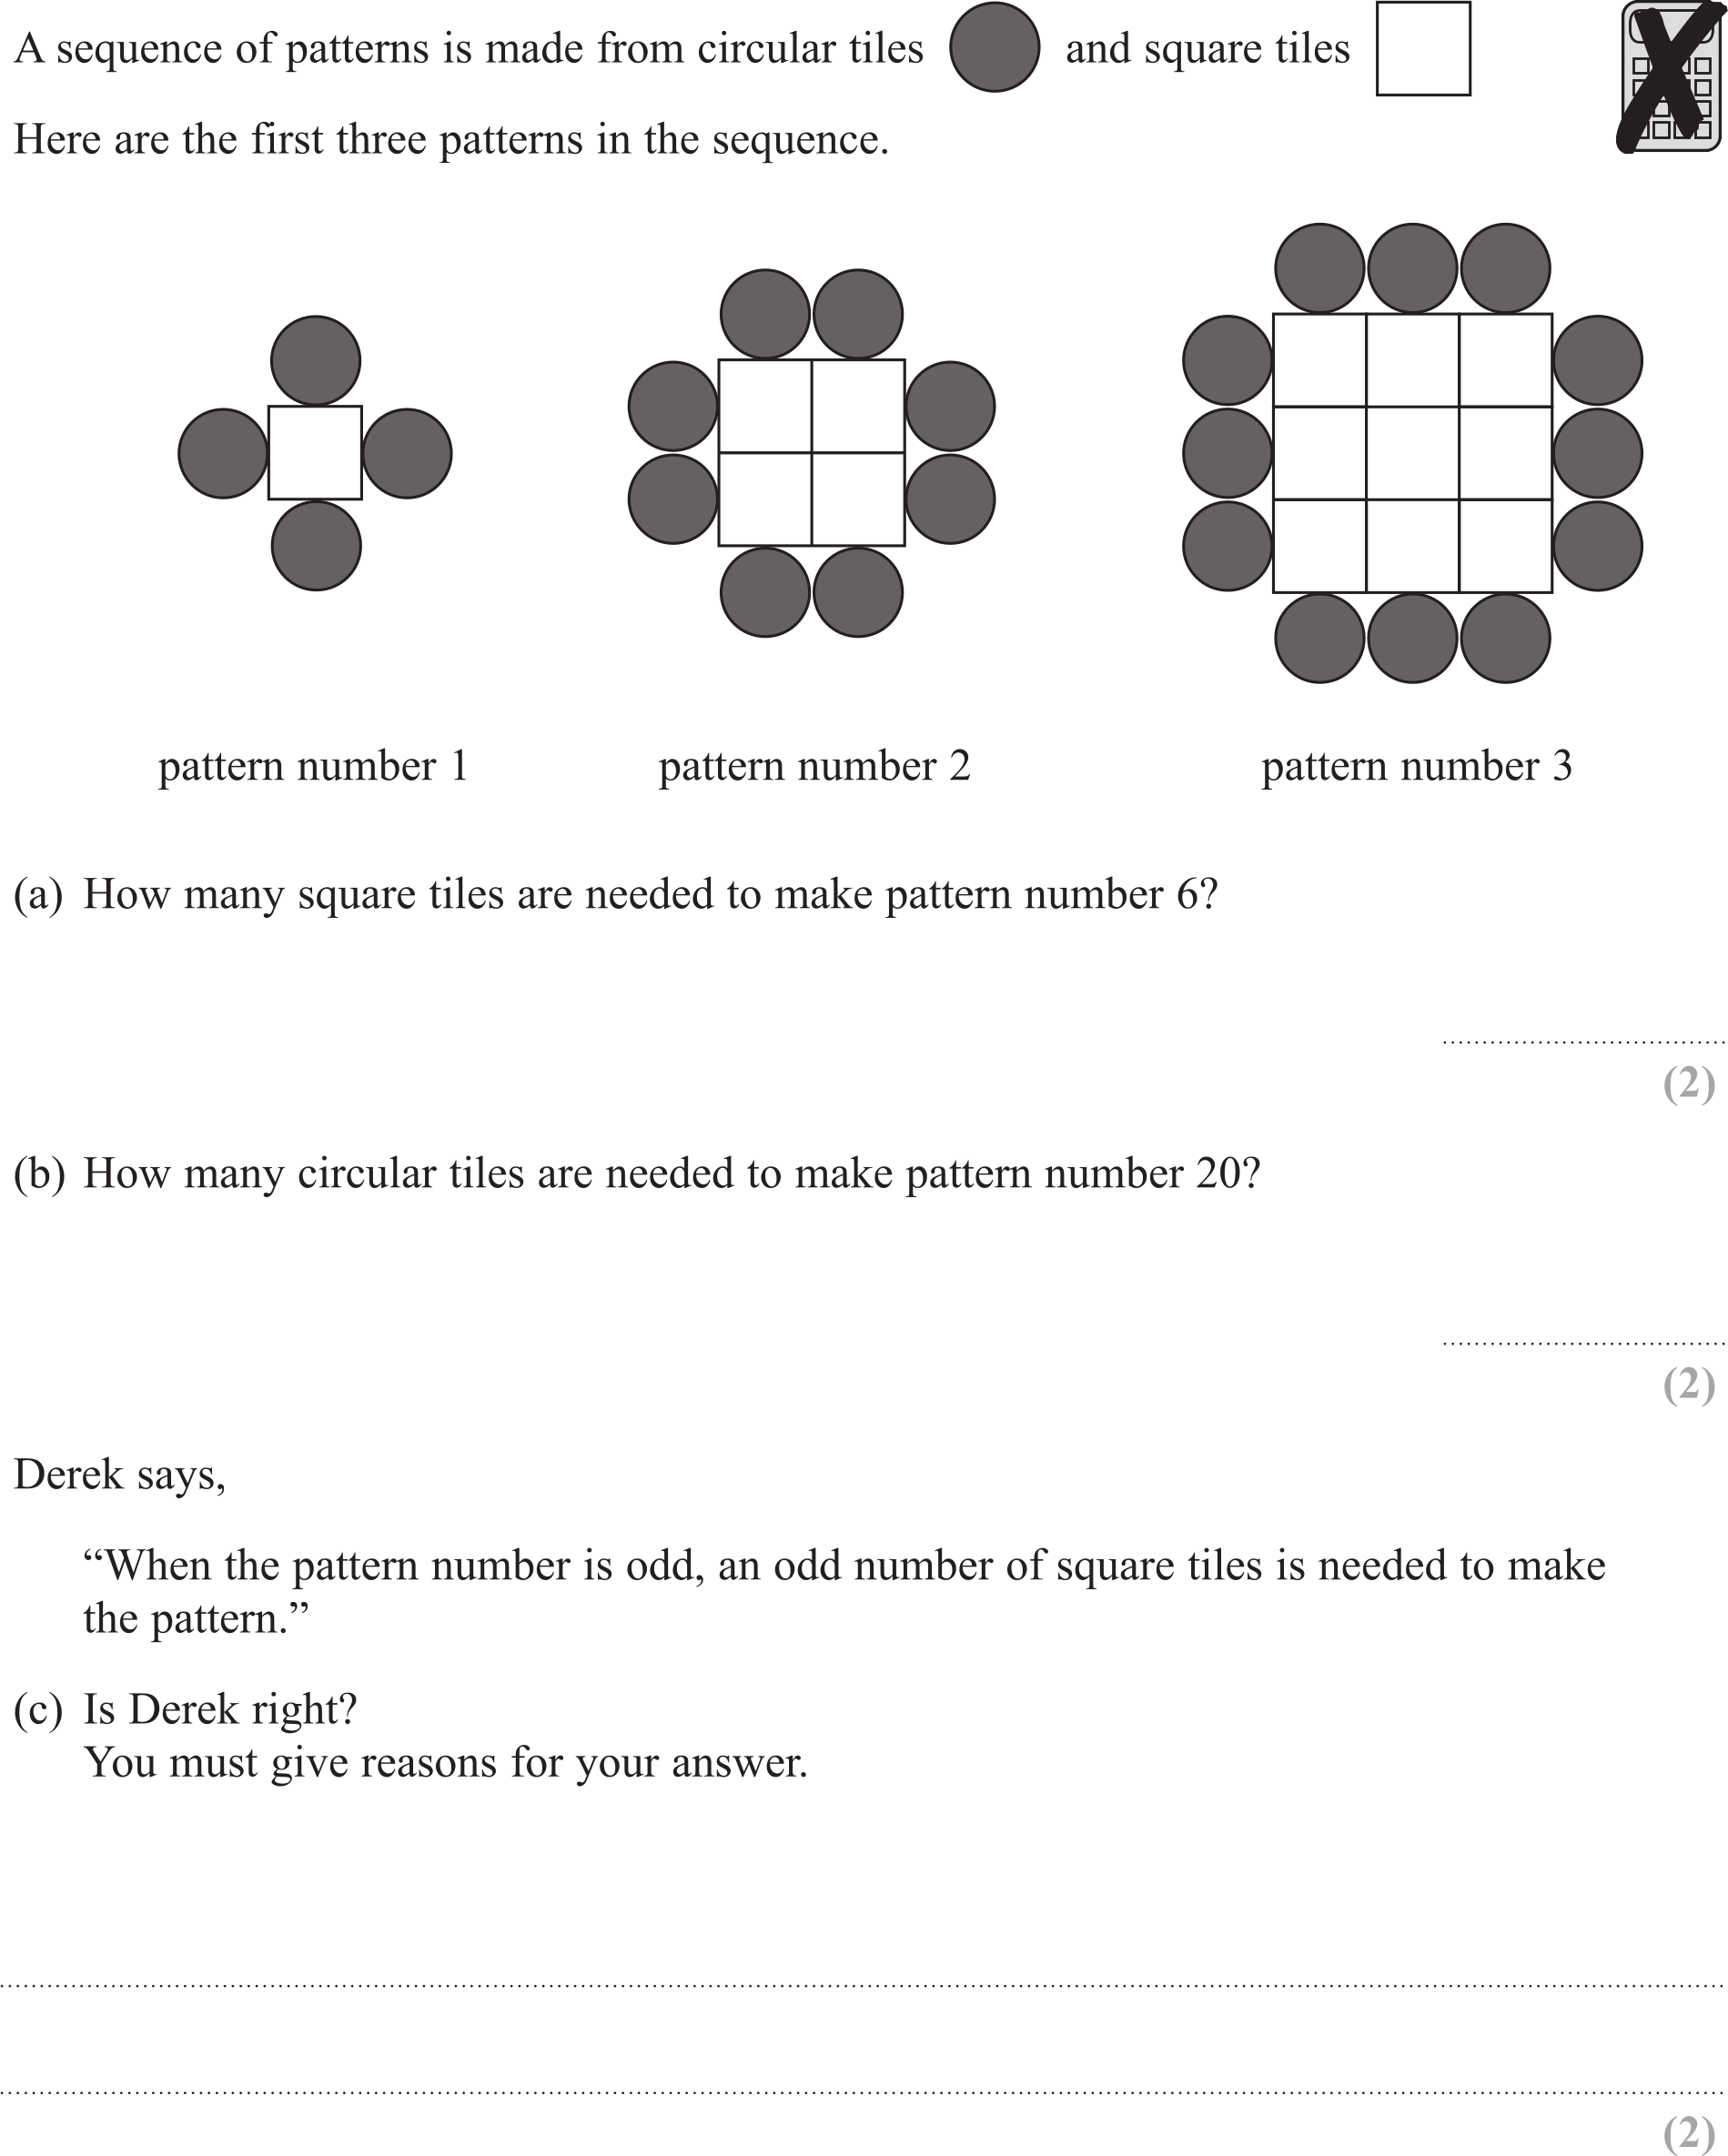 A sequence of patterns is made from circular tiles and square tiles
Here are the first three patterns in the sequence.
pattern number 1 pattern number 2 pattern number 3
(a) How many square tiles are needed to make pattern number 6?
(2)
(b) How many circular tiles are needed to make pattern number 20?
(2)
Derek says,
“When the pattern number is odd, an odd number of square tiles is needed to make
the pattern.”
(c) Is Derek right?
You must give reasons for your answer.
(2)